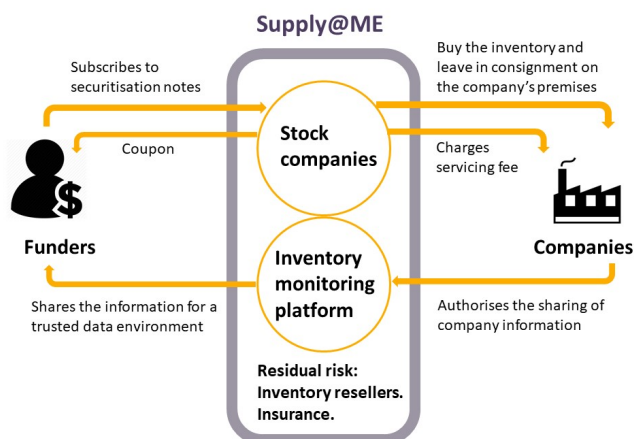 Supply@ME
Subscribes to
securitisation notes
Buy the inventory and
leave in consignment on
the company's premises
Coupon
Stock
companies
Charges
servicing fee
$
Funders
Companies
Inventory
monitoring
platform
Shares the information for a
trusted data environment
Authorises the sharing of
company information
Residual risk:
Inventory resellers.
Insurance.